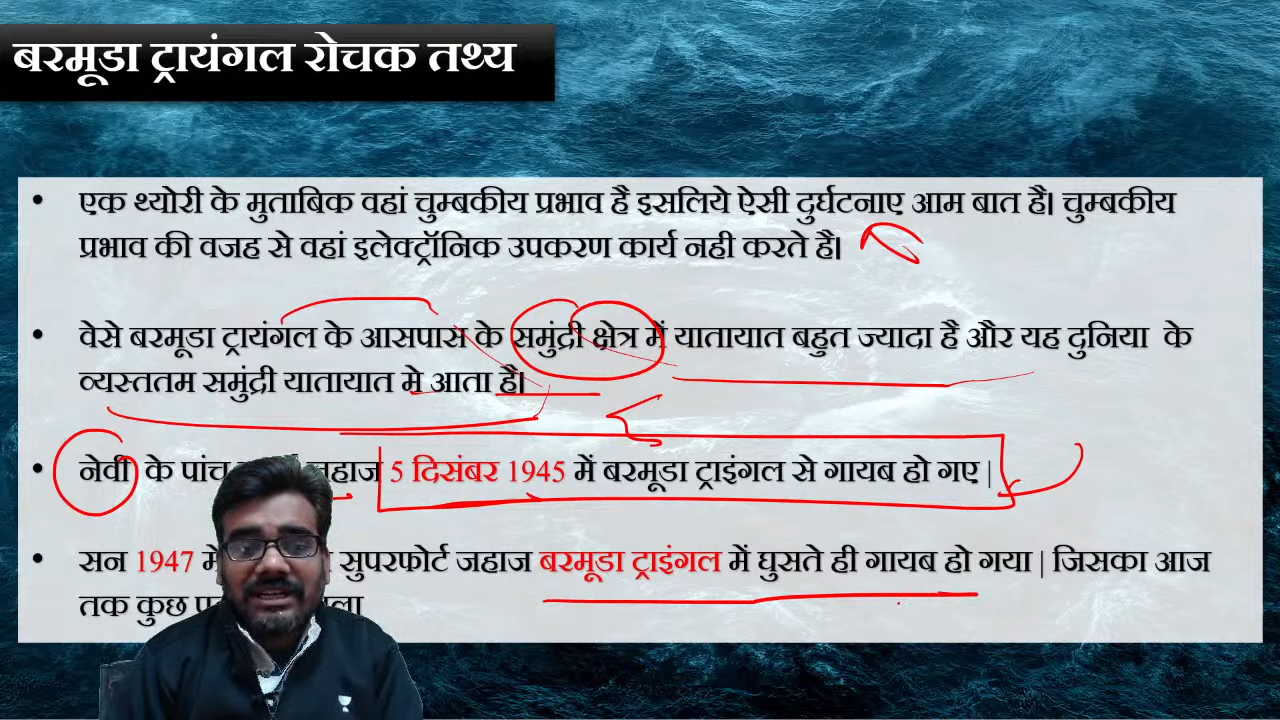 बरमूडा ट्रायंगल रोचक तथ्य
• एक थ्योरी के मुताबिक वहां चुम्बकीय प्रभाव है इसलिये ऐसी दुर्घटनाए आम बात है। चुम्बकीय
प्रभाव की वजह से वहां इलेक्ट्रॉनिक उपकरण कार्य नही करते है।
• वेसे बरमूडा ट्रायंगल के आसपास के समुंद्री क्षेत्र में यातायात बहुत ज्यादा है और यह दुनिया के
व्यस्ततम समुंद्री यातायात मे आता है।
• नेवी के पांच जहाज 5 दिसंबर 1945 में बरमूडा ट्राइंगल से गायब हो गए |
• सन 1947 में सुपरफोर्ट जहाज बरमूडा ट्राइंगल में घुसते ही गायब हो गया | जिसका आज
तक कुछ